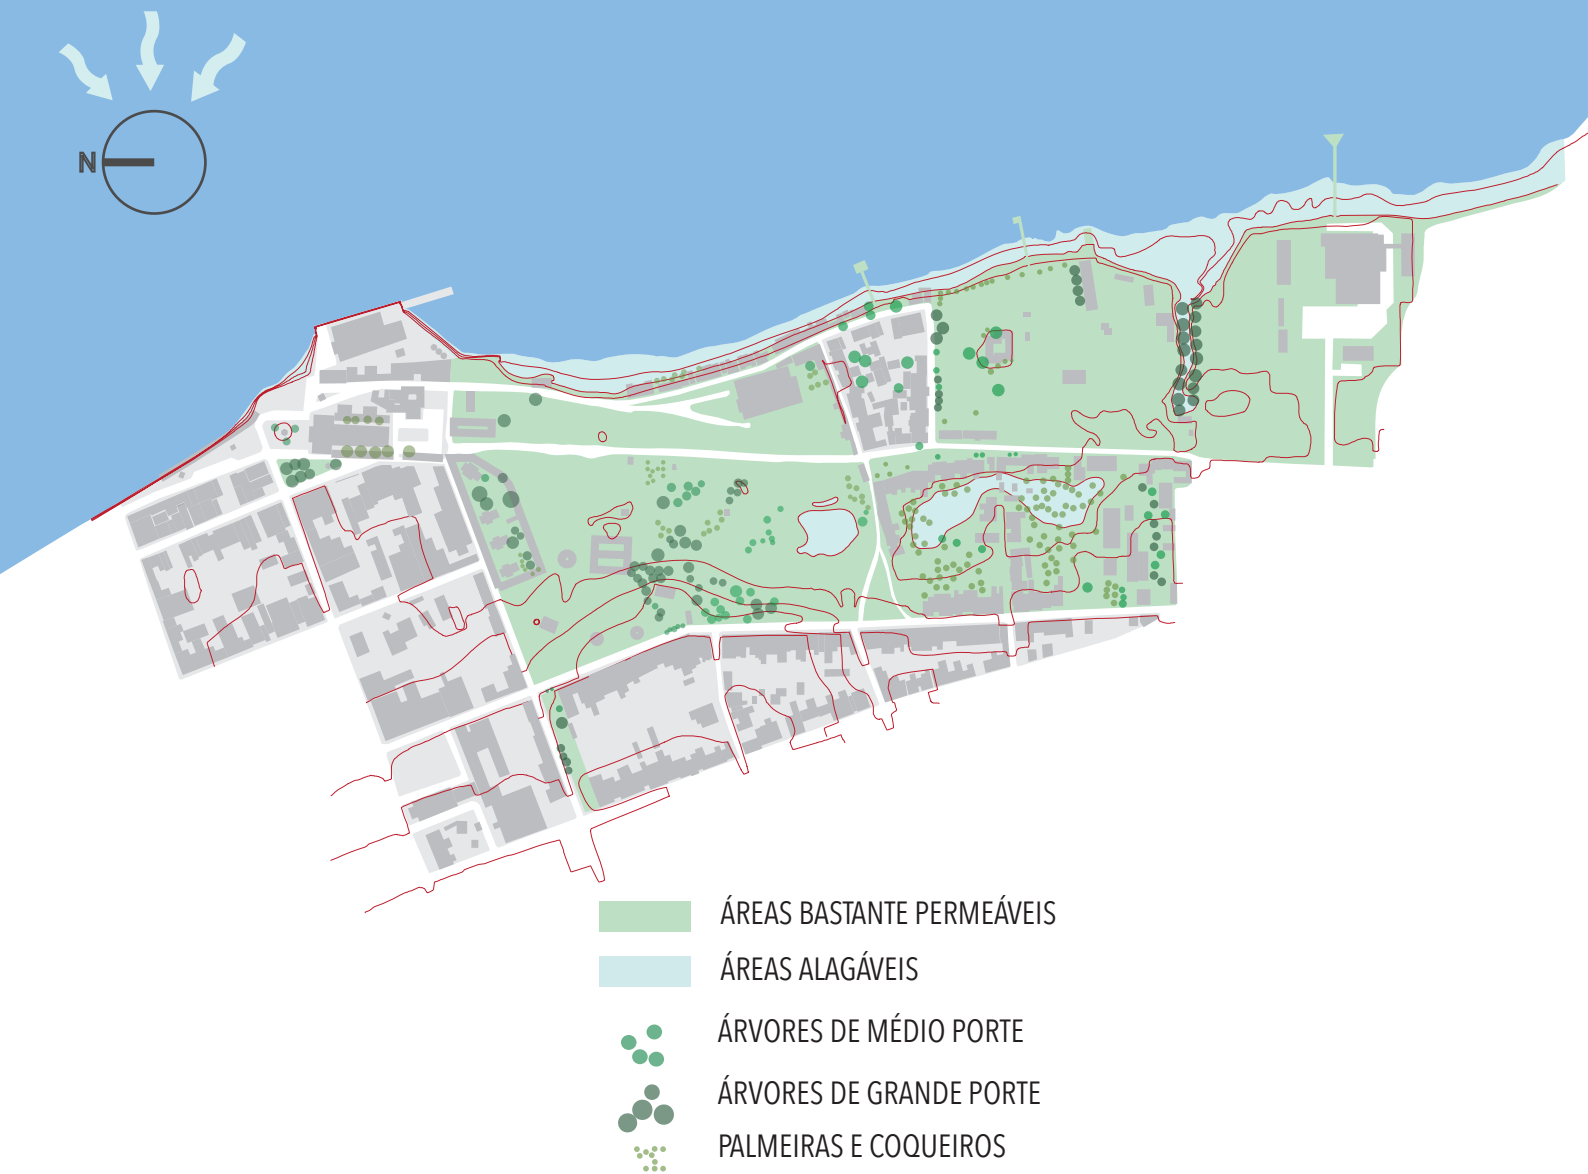 N
ÁREAS BASTANTE PERMEÁVEIS
ÁREAS ALAGÁVEIS
ÁRVORES DE MÉDIO PORTE
ÁRVORES DE GRANDE PORTE
PALMEIRAS E COQUEIROS